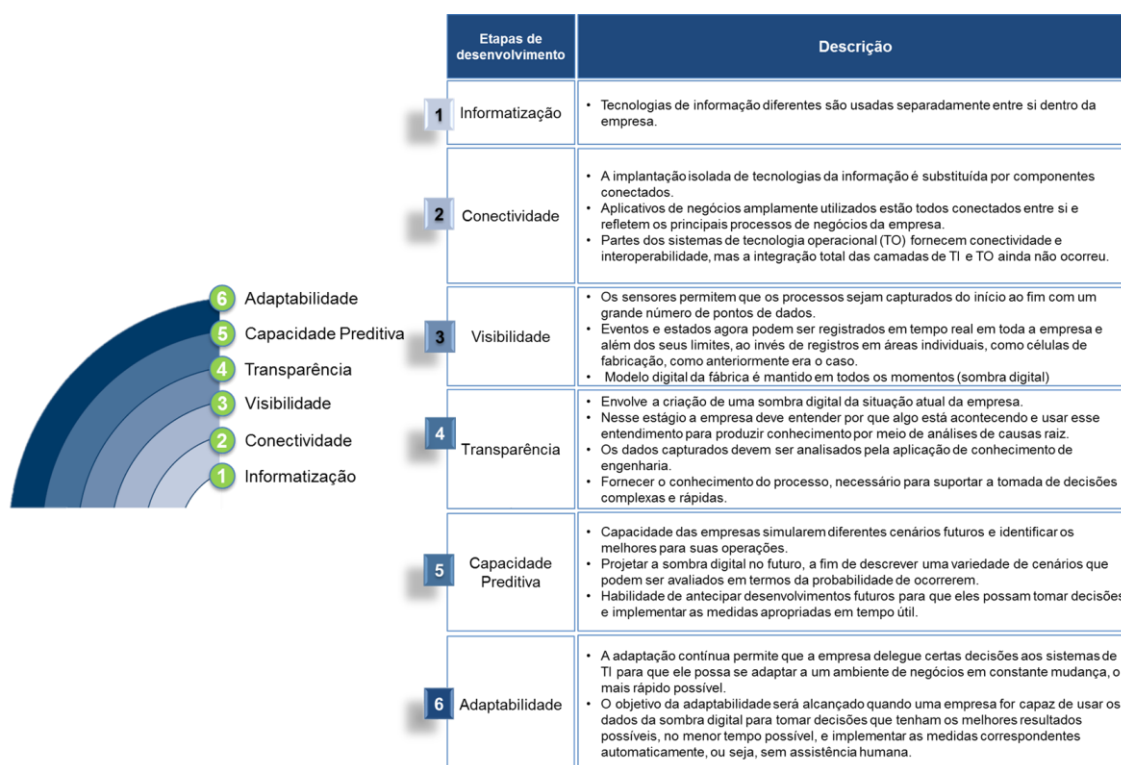 Etapas de
desenvolvimento
Descrição
1
Informatização
• Tecnologias de informação diferentes são usadas separadamente entre si dentro da
empresa.
2
Conectividade
• A implantação isolada de tecnologias da informação é substituída por componentes
conectados.
• Aplicativos de negócios amplamente utilizados estão todos conectados entre si e
refletem os principais processos de negócios da empresa.
• Partes dos sistemas de tecnologia operacional (TO) fornecem conectividade e
interoperabilidade, mas a integração total das camadas de TI e TO ainda não ocorreu.
3
Visibilidade
• Os sensores permitem que os processos sejam capturados do início ao fim com um
grande número de pontos de dados.
• Eventos e estados agora podem ser registrados em tempo real em toda a empresa e
além dos seus limites, ao invés de registros em áreas individuais, como células de
fabricação, como anteriormente era o caso.
• Modelo digital da fábrica é mantido em todos os momentos (sombra digital)
4
Transparência
• Envolve a criação de uma sombra digital da situação atual da empresa.
• Nesse estágio a empresa deve entender por que algo está acontecendo e usar esse
entendimento para produzir conhecimento por meio de análises de causas raiz.
• Os dados capturados devem ser analisados pela aplicação de conhecimento de
engenharia.
• Fornecer o conhecimento do processo, necessário para suportar a tomada de decisões
complexas e rápidas.
5
Capacidade
Preditiva
• Capacidade das empresas simularem diferentes cenários futuros e identificar os
melhores para suas operações.
• Projetar a sombra digital no futuro, a fim de descrever uma variedade de cenários que
podem ser avaliados em termos da probabilidade de ocorrerem.
• Habilidade de antecipar desenvolvimentos futuros para que eles possam tomar decisões
e implementar as medidas apropriadas em tempo útil.
6
Adaptabilidade
• A adaptação contínua permite que a empresa delegue certas decisões aos sistemas de
TI para que ele possa se adaptar a um ambiente de negócios em constante mudança, o
mais rápido possível.
• O objetivo da adaptabilidade será alcançado quando uma empresa for capaz de usar os
dados da sombra digital para tomar decisões que tenham os melhores resultados
possíveis, no menor tempo possível, e implementar as medidas correspondentes
automaticamente, ou seja, sem assistência humana.
6 Adaptabilidade
5 Capacidade Preditiva
4 Transparência
3 Visibilidade
2 Conectividade
1 Informatização